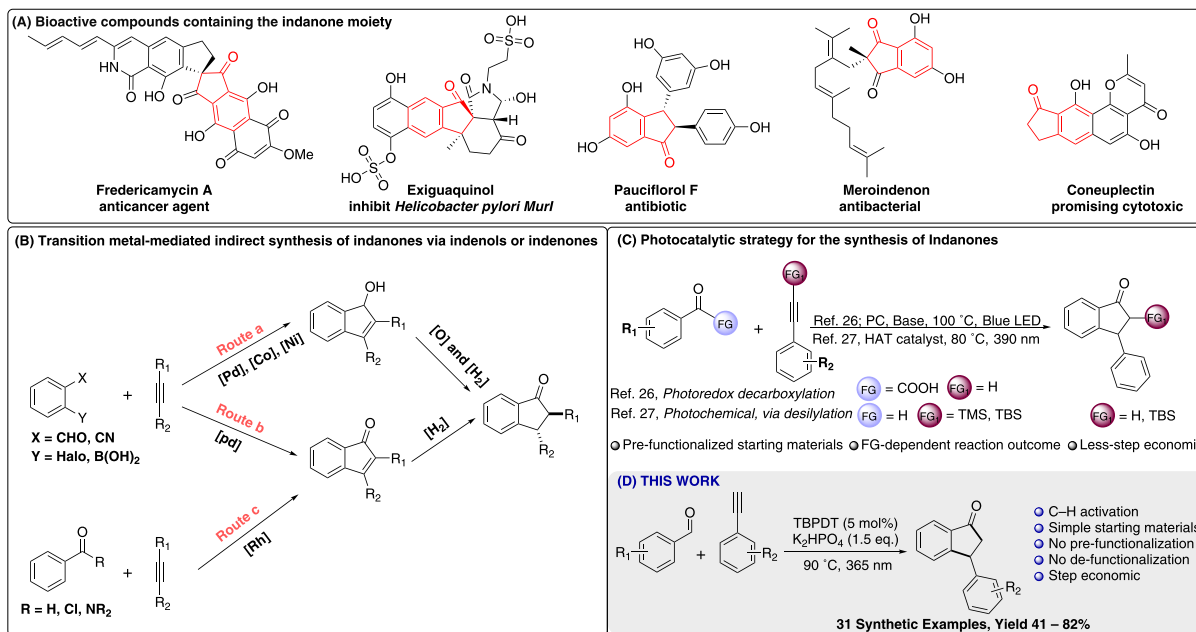 (A) Bioactive compounds containing the indanone moiety
O
HN
O
OH
O
OH
O
OH
O
O
OMe
Fredericamycin A
anticancer agent
OH
O=S=O
N
OH
O
O
OH
H
O
O
O
S
O
HO
O
Exiguaquinol
inhibit Helicobacter pylori MurI
HO
OH
OH
HO
O
OH
Pauciflorol F
antibiotic
O
OH
O
OH
Meroindenon
antibacterial
O
OH
O
O
OH
Coneuplectin
promising cytotoxic
(B) Transition metal-mediated indirect synthesis of indanones via indenols or indenones
X
Y
+
R1
R2
X = CHO, CN
Y = Halo, B(OH)2
Route a
[Pd], [Co], [Ni]
OH
R1
R2
[O] and [H2]
Route b
[pd]
O
R1
R2
[H2]
O
R1
R2
O
R
+
R1
R2
Route c
[Rh]
R = H, Cl, NR2
(C) Photocatalytic strategy for the synthesis of Indanones
R1
O
FG
+
FG1
R2
Ref. 26; PC, Base, 100 ˚C, Blue LED
Ref. 27, HAT catalyst, 80 ˚C, 390 nm
O
FG1
Ref. 26, Photoredox decarboxylation
FG = COOH FG1 = H
Ref. 27, Photochemical, via desilylation
FG = H FG1 = TMS, TBS
FG1 = H, TBS
Pre-functionalized starting materials FG-dependent reaction outcome Less-step economi
(D) THIS WORK
R1
O
+
R2
TBPDT (5 mol%)
K2HPO4 (1.5 eq.)
90 ˚C, 365 nm
O
R2
C–H activation
Simple starting materials
No pre-functionalization
No de-functionalization
Step economic
31 Synthetic Examples, Yield 41 – 82%